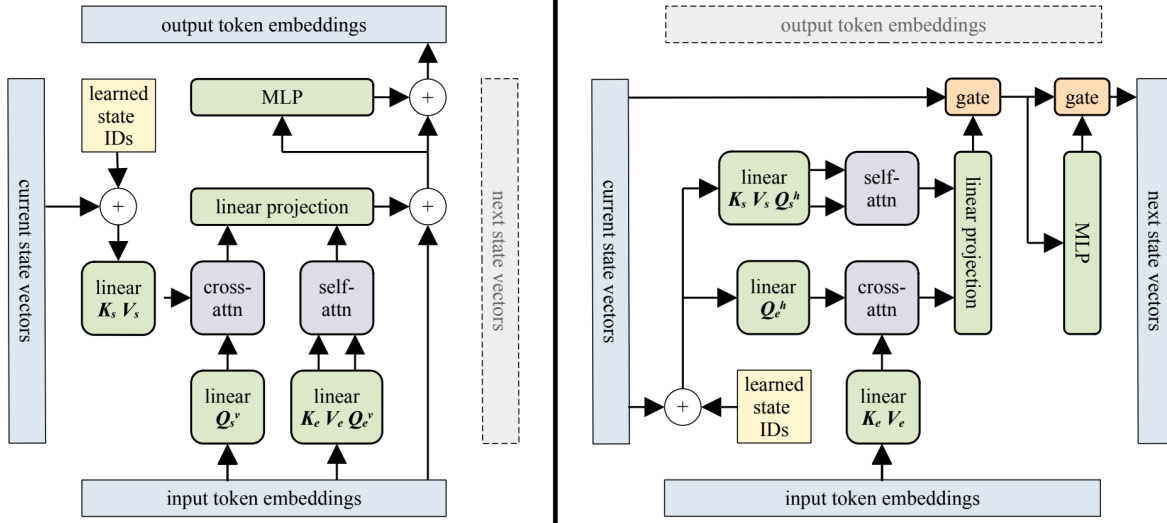 output token embeddings
MLP
+
learned
state
IDs
current state vectors
+
linear projection
+
next state vectors
linear
K_s V_s
cross-
attn
self-
attn
linear
Q_s^v
linear
K_e V_e Q_e^v
input token embeddings
output token embeddings
gate
gate
current state vectors
linear
K_s V_s Q_s^h
self-
attn
linear projection
MLP
next state vectors
linear
Q_e^h
cross-
attn
+
learned
state
IDs
linear
K_e V_e
input token embeddings